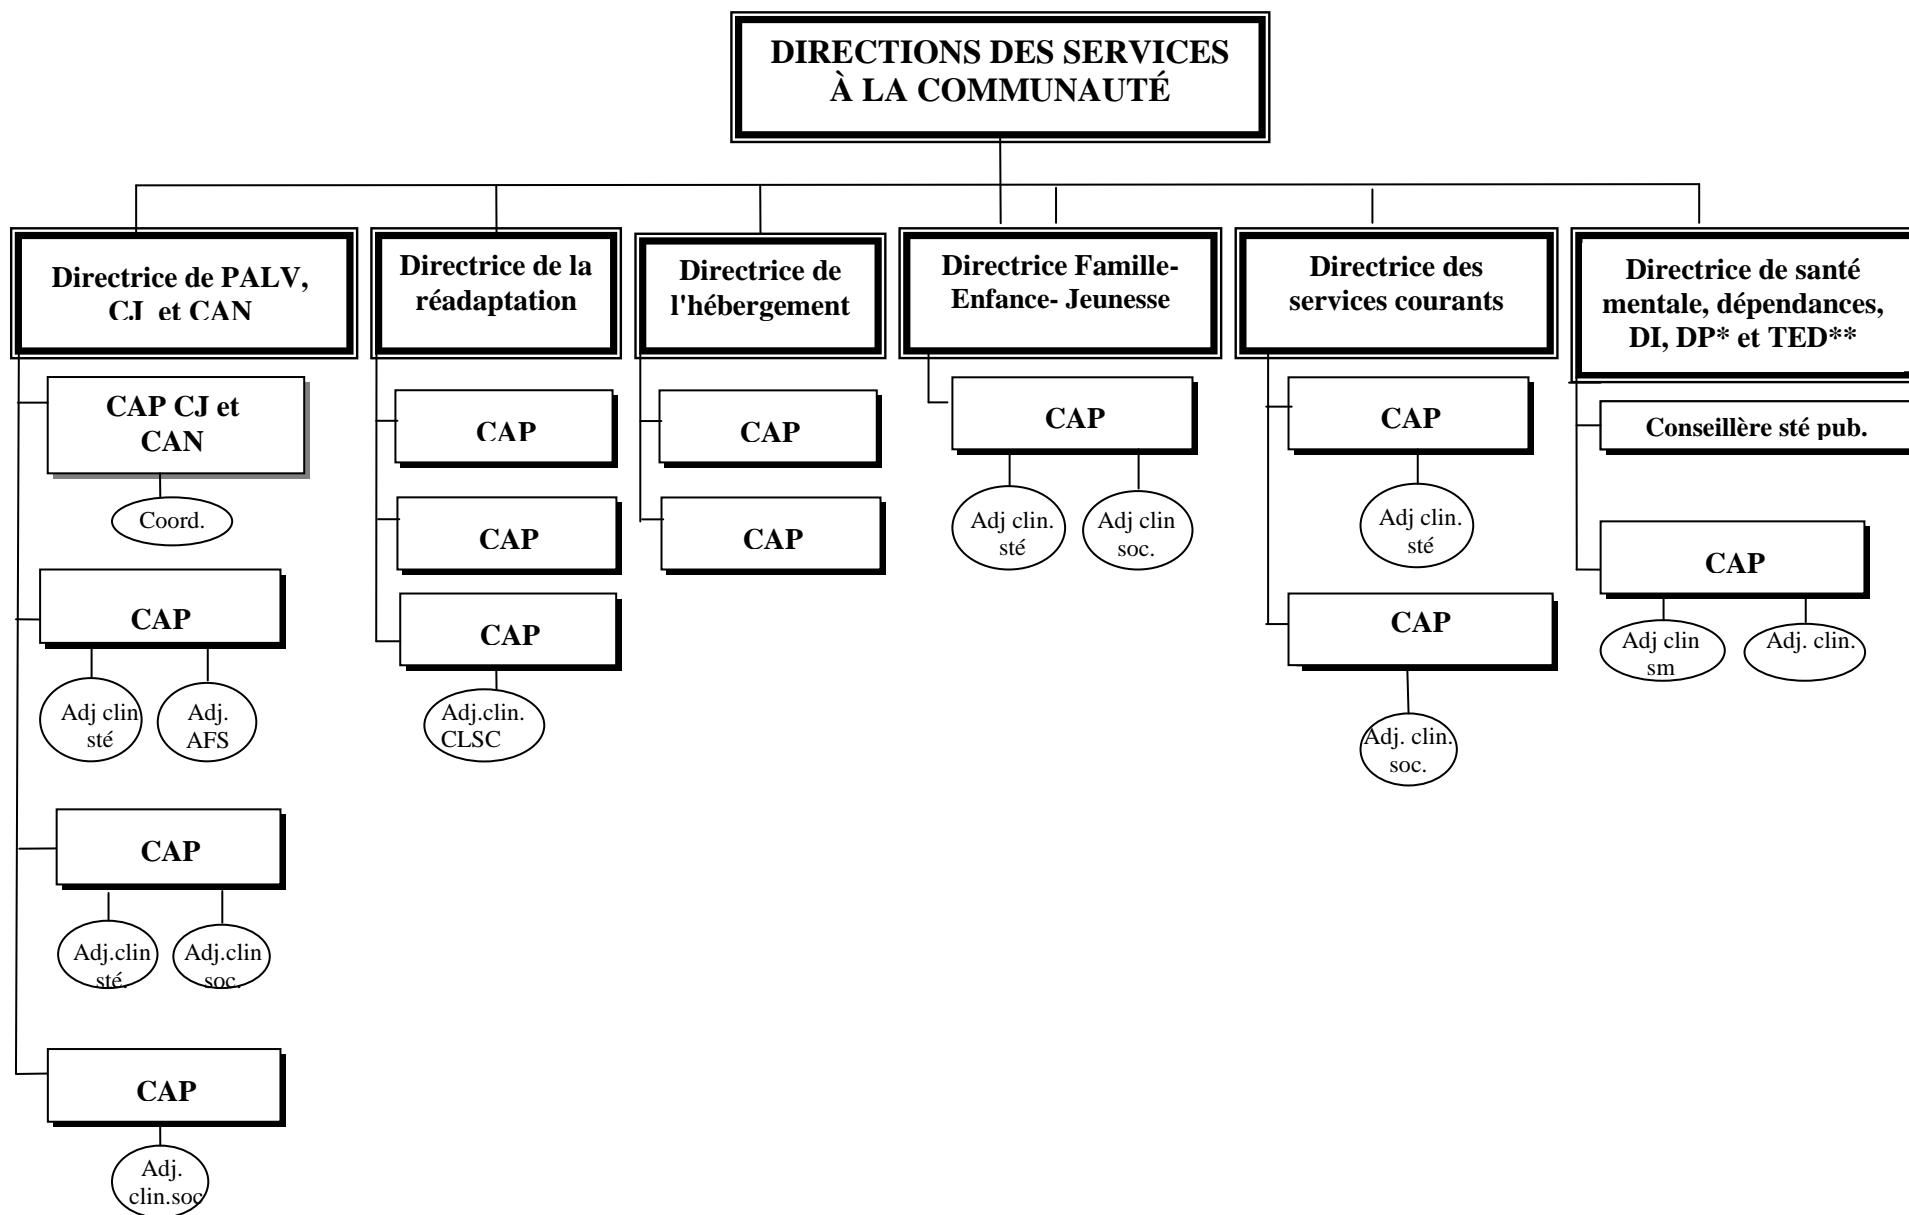 DIRECTIONS DES SERVICES
À LA COMMUNAUTÉ
Directrice de PALV,
CJ et CAN
CAP CJ et
CAN
Coord.
CAP
Adj clin
sté
Adj.
AFS
CAP
Adj.clin
sté.
Adj.clin
soc.
CAP
Adj.
clin.soc
Directrice de la
réadaptation
CAP
CAP
CAP
Adj.clin.
CLSC
Directrice de
l'hébergement
CAP
CAP
Directrice Famille-
Enfance- Jeunesse
CAP
Adj clin.
sté
Adj clin
soc.
Directrice des
services courants
CAP
Adj clin.
sté
CAP
Adj. clin.
soc.
Directrice de santé
mentale, dépendances,
DI, DP* et TED**
Conseillère sté pub.
CAP
Adj clin
sm
Adj. clin.